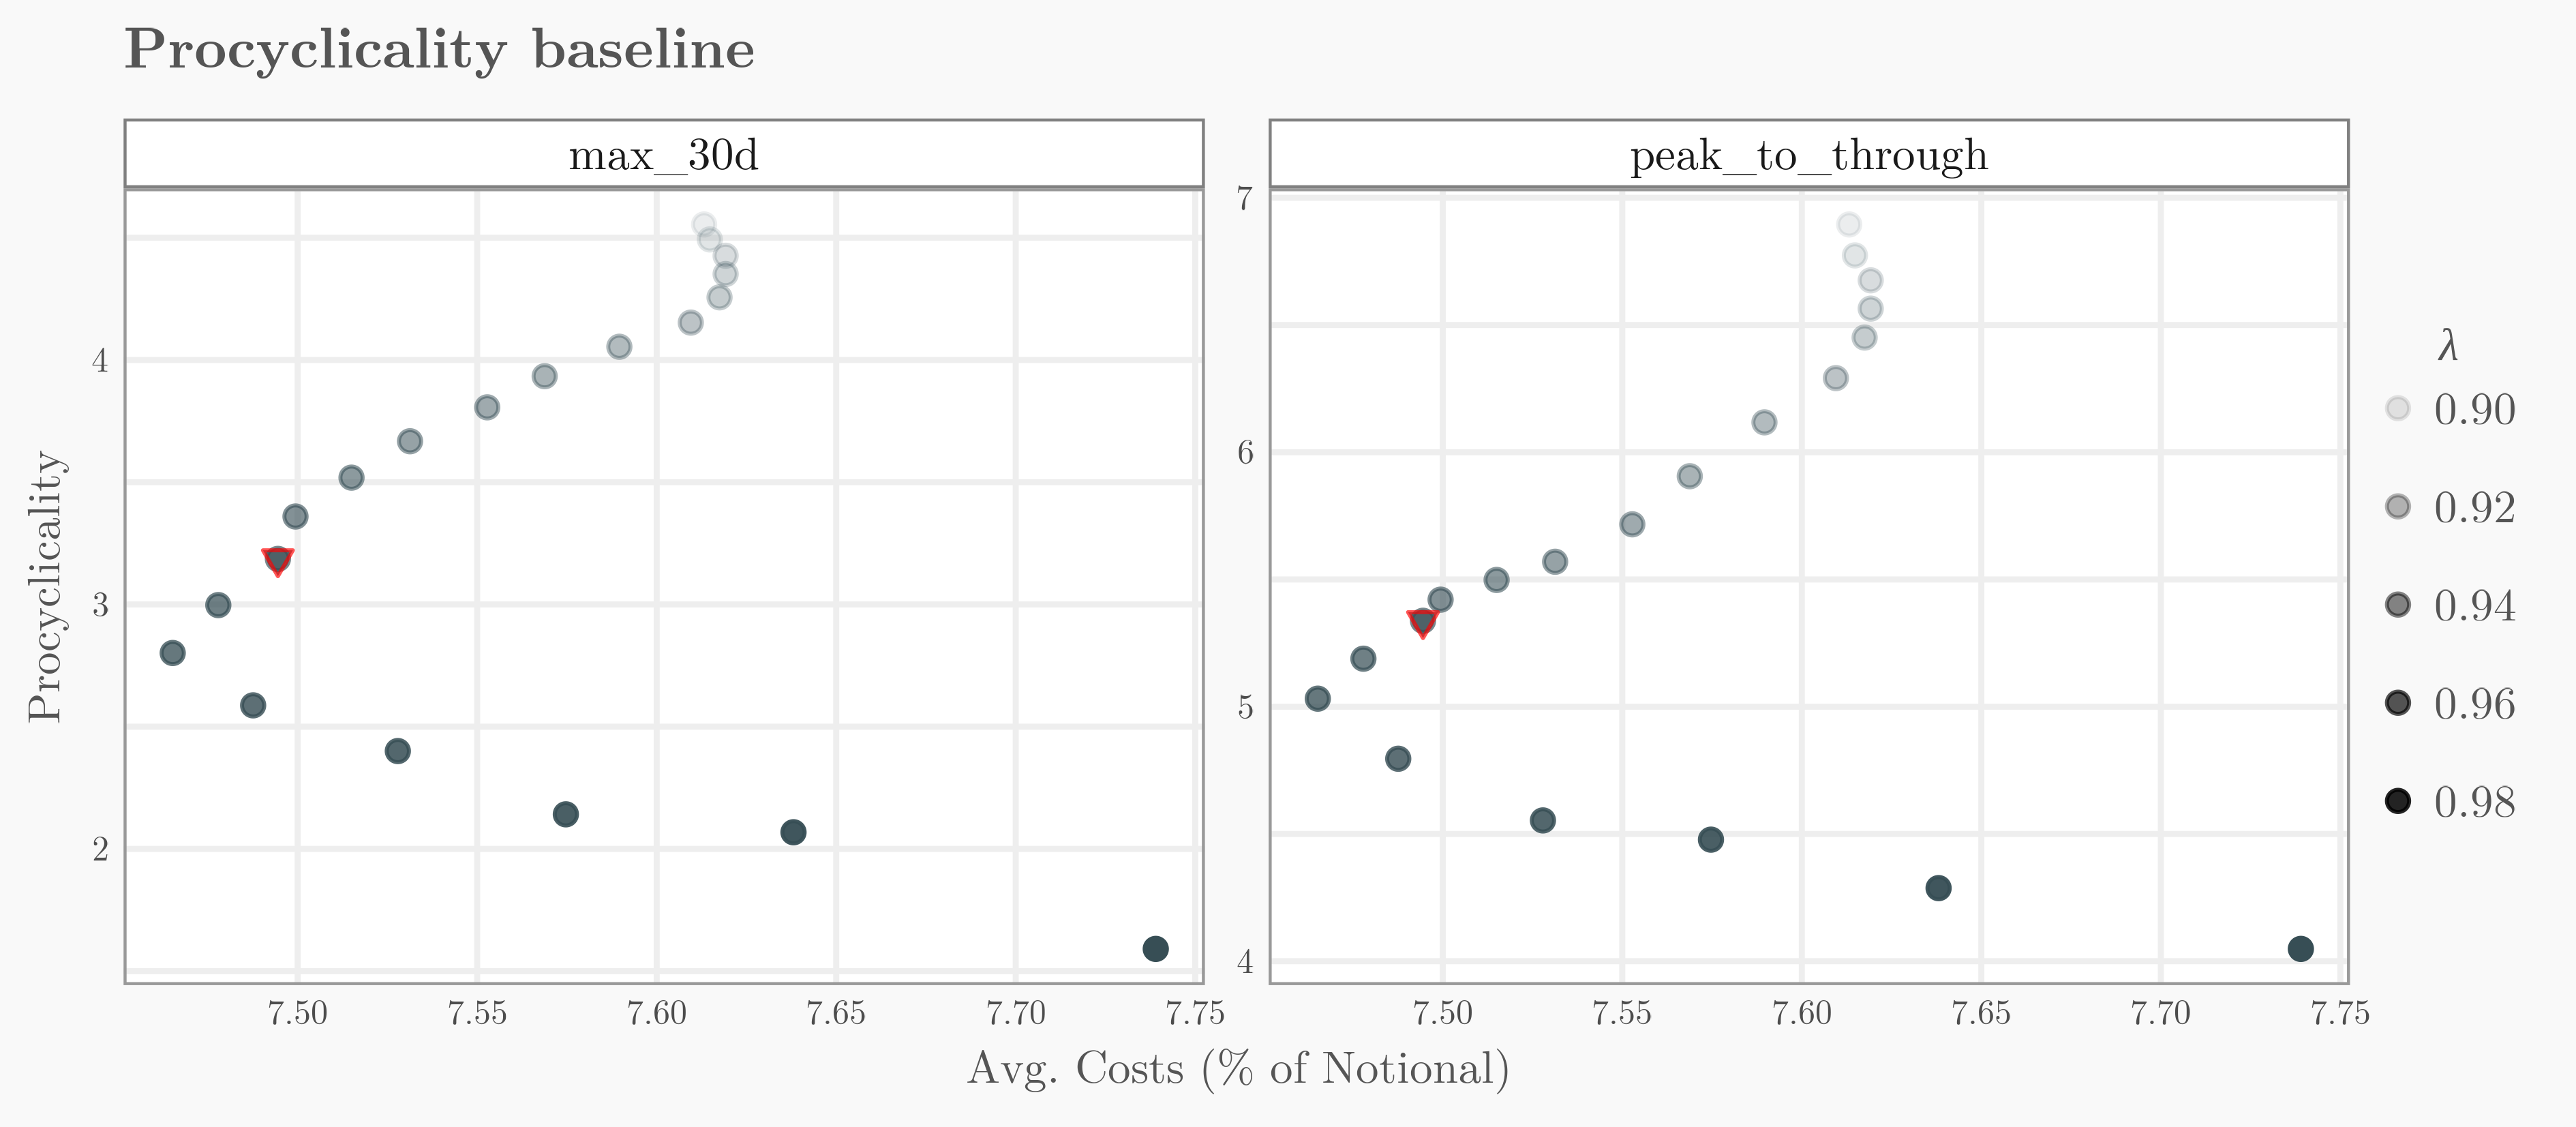 Procyclicality baseline
max_30d
peak_to_through
Procyclicality
4
3
2
7
6
5
4
7.50 7.55 7.60 7.65 7.70 7.75
7.50 7.55 7.60 7.65 7.70 7.75
Avg. Costs (% of Notional)
λ
0.90
0.92
0.94
0.96
0.98